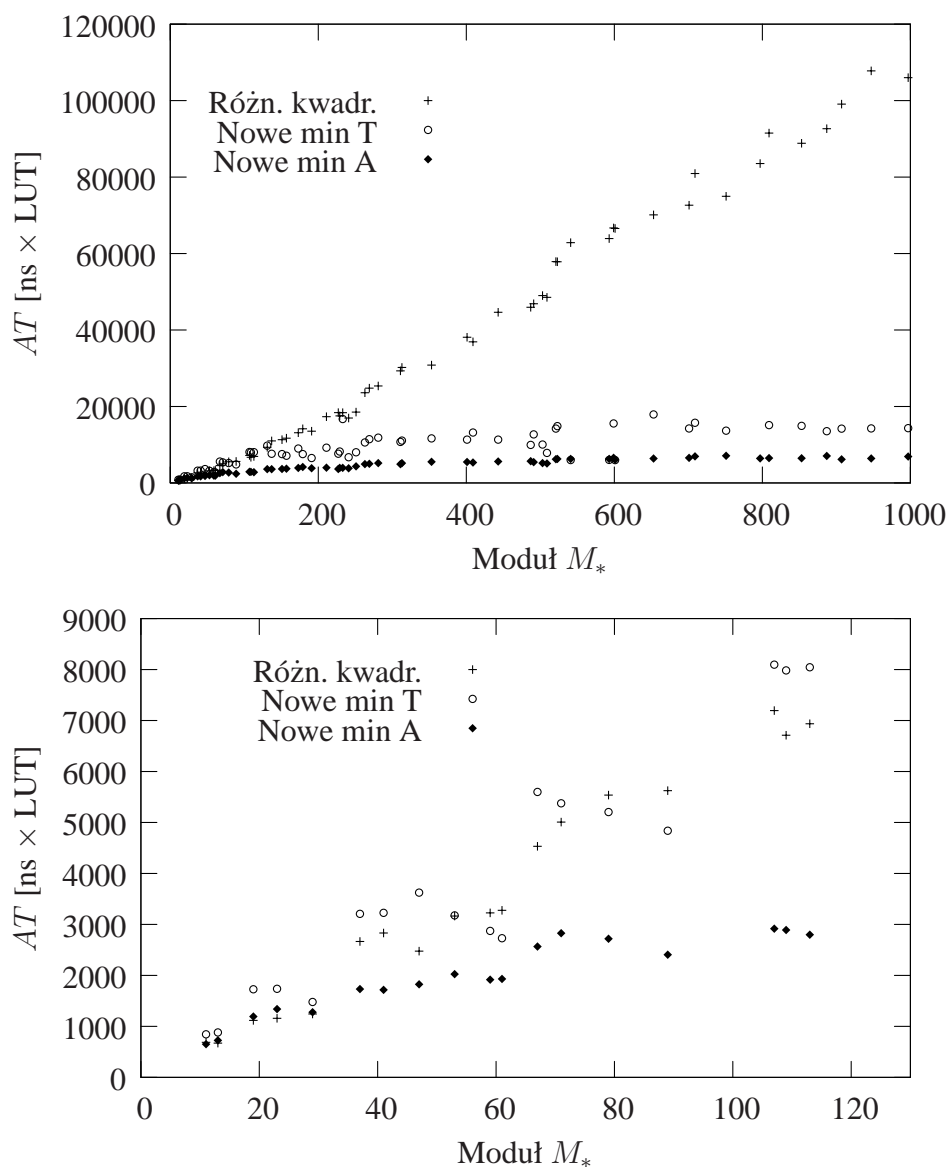 120000
100000
80000
60000
40000
20000
0
AT [ns × LUT]
Różn. kwadr.
Nowe min T
Nowe min A
0 200 400 600 800 1000
Moduł M∗
9000
8000
7000
6000
5000
4000
3000
2000
1000
0
AT [ns × LUT]
Różn. kwadr.
Nowe min T
Nowe min A
0 20 40 60 80 100 120
Moduł M∗